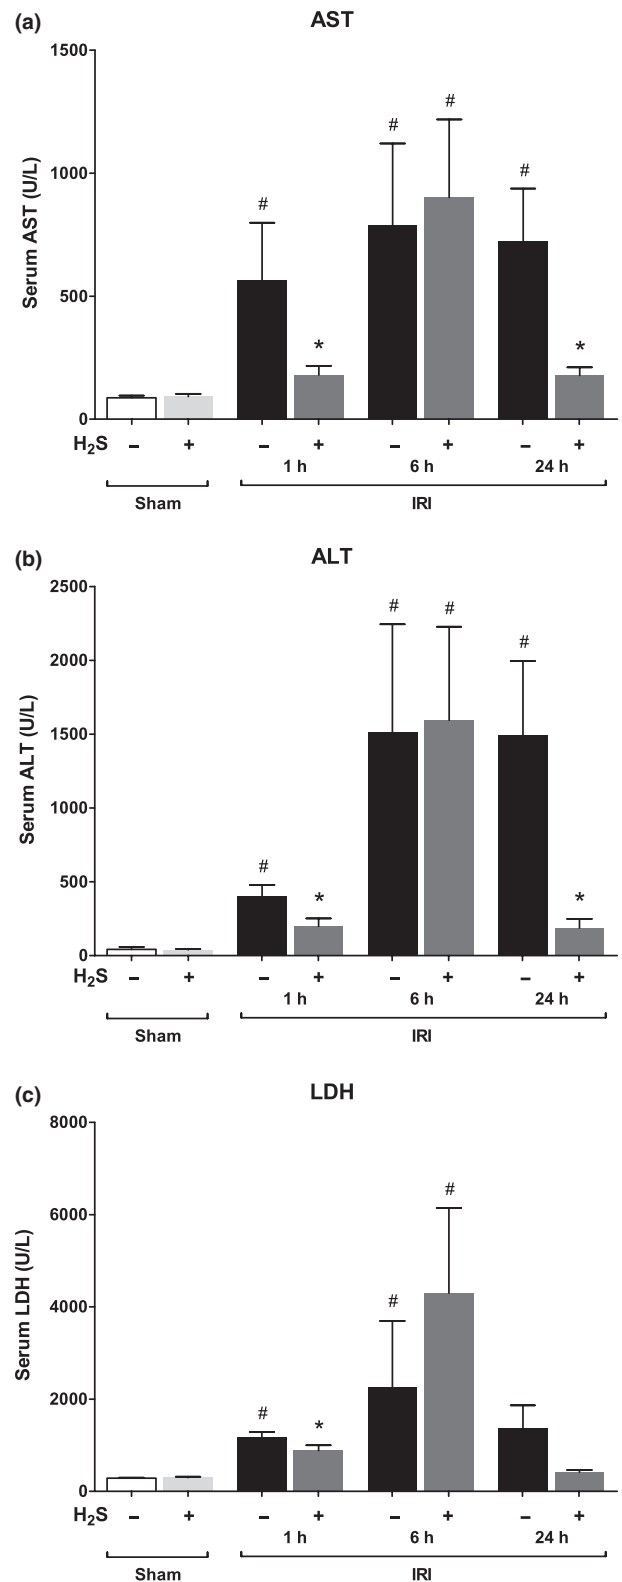 (a) AST
1500
#
#
#
#
1000
Serum AST (U/L)
500
*
*
0
H₂S – + – + – + – +
1 h 6 h 24 h
Sham IRI
(b) ALT
2500
#
#
#
2000
Serum ALT (U/L)
1500
1000
#
500
*
*
0
H₂S – + – + – + – +
1 h 6 h 24 h
Sham IRI
(c) LDH
8000
#
6000
Serum LDH (U/L)
#
4000
2000
#
*
0
H₂S – + – + – + – +
1 h 6 h 24 h
Sham IRI